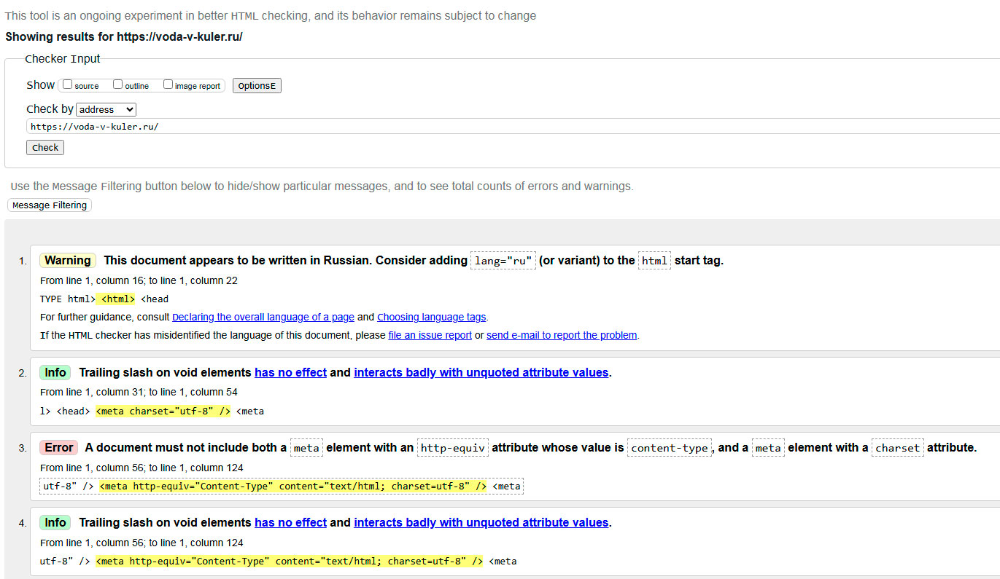 This tool is an ongoing experiment in better HTML checking, and its behavior remains subject to change
Showing results for https://voda-v-kuler.ru/
Checker Input
Show source outline image report OptionsE
Check by address
https://voda-v-kuler.ru/
Check
Use the Message Filtering button below to hide/show particular messages, and to see total counts of errors and warnings.
Message Filtering
1. Warning This document appears to be written in Russian. Consider adding lang="ru" (or variant) to the html start tag.
From line 1, column 16; to line 1, column 22
TYPE html> <html> <head
For further guidance, consult Declaring the overall language of a page and Choosing language tags.
If the HTML checker has misidentified the language of this document, please file an issue report or send e-mail to report the problem.
2. Info Trailing slash on void elements has no effect and interacts badly with unquoted attribute values.
From line 1, column 31; to line 1, column 54
l> <head> <meta charset="utf-8" /> <meta
3. Error A document must not include both a meta element with an http-equiv attribute whose value is content-type, and a meta element with a charset attribute.
From line 1, column 56; to line 1, column 124
utf-8" /> <meta http-equiv="Content-Type" content="text/html; charset=utf-8" /> <meta
4. Info Trailing slash on void elements has no effect and interacts badly with unquoted attribute values.
From line 1, column 56; to line 1, column 124
utf-8" /> <meta http-equiv="Content-Type" content="text/html; charset=utf-8" /> <meta